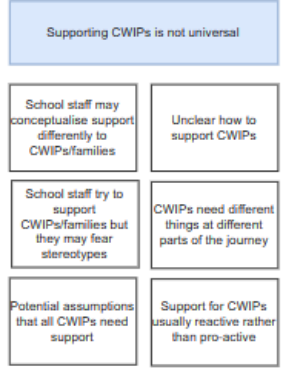 Supporting CWIPs is not universal
School staff may
conceptualise support
differently to
CWIPs/families
Unclear how to
support CWIPs
School staff try to
support
CWIPs/families but
they may fear
stereotypes
CWIPs need different
things at different
parts of the journey
Potential assumptions
that all CWIPs need
support
Support for CWIPs
usually reactive rather
than pro-active